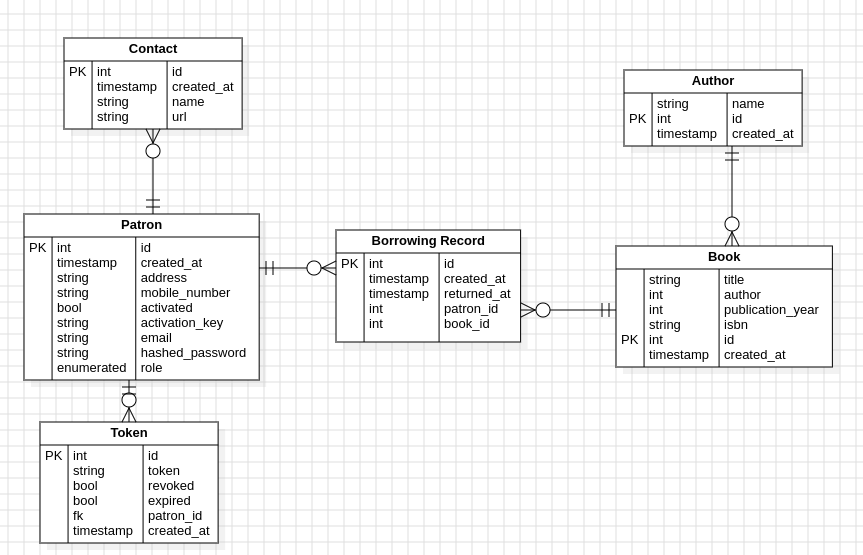 Contact
PK int id
timestamp created_at
string name
string url
Author
string name
PK int id
timestamp created_at
Patron
PK int id
timestamp created_at
string address
string mobile_number
bool activated
string activation_key
string email
string hashed_password
enumerated role
Borrowing Record
PK int id
timestamp created_at
timestamp returned_at
int patron_id
int book_id
Book
string title
int author
int publication_year
string isbn
PK int id
timestamp created_at
Token
PK int id
string token
bool revoked
bool expired
fk patron_id
timestamp created_at